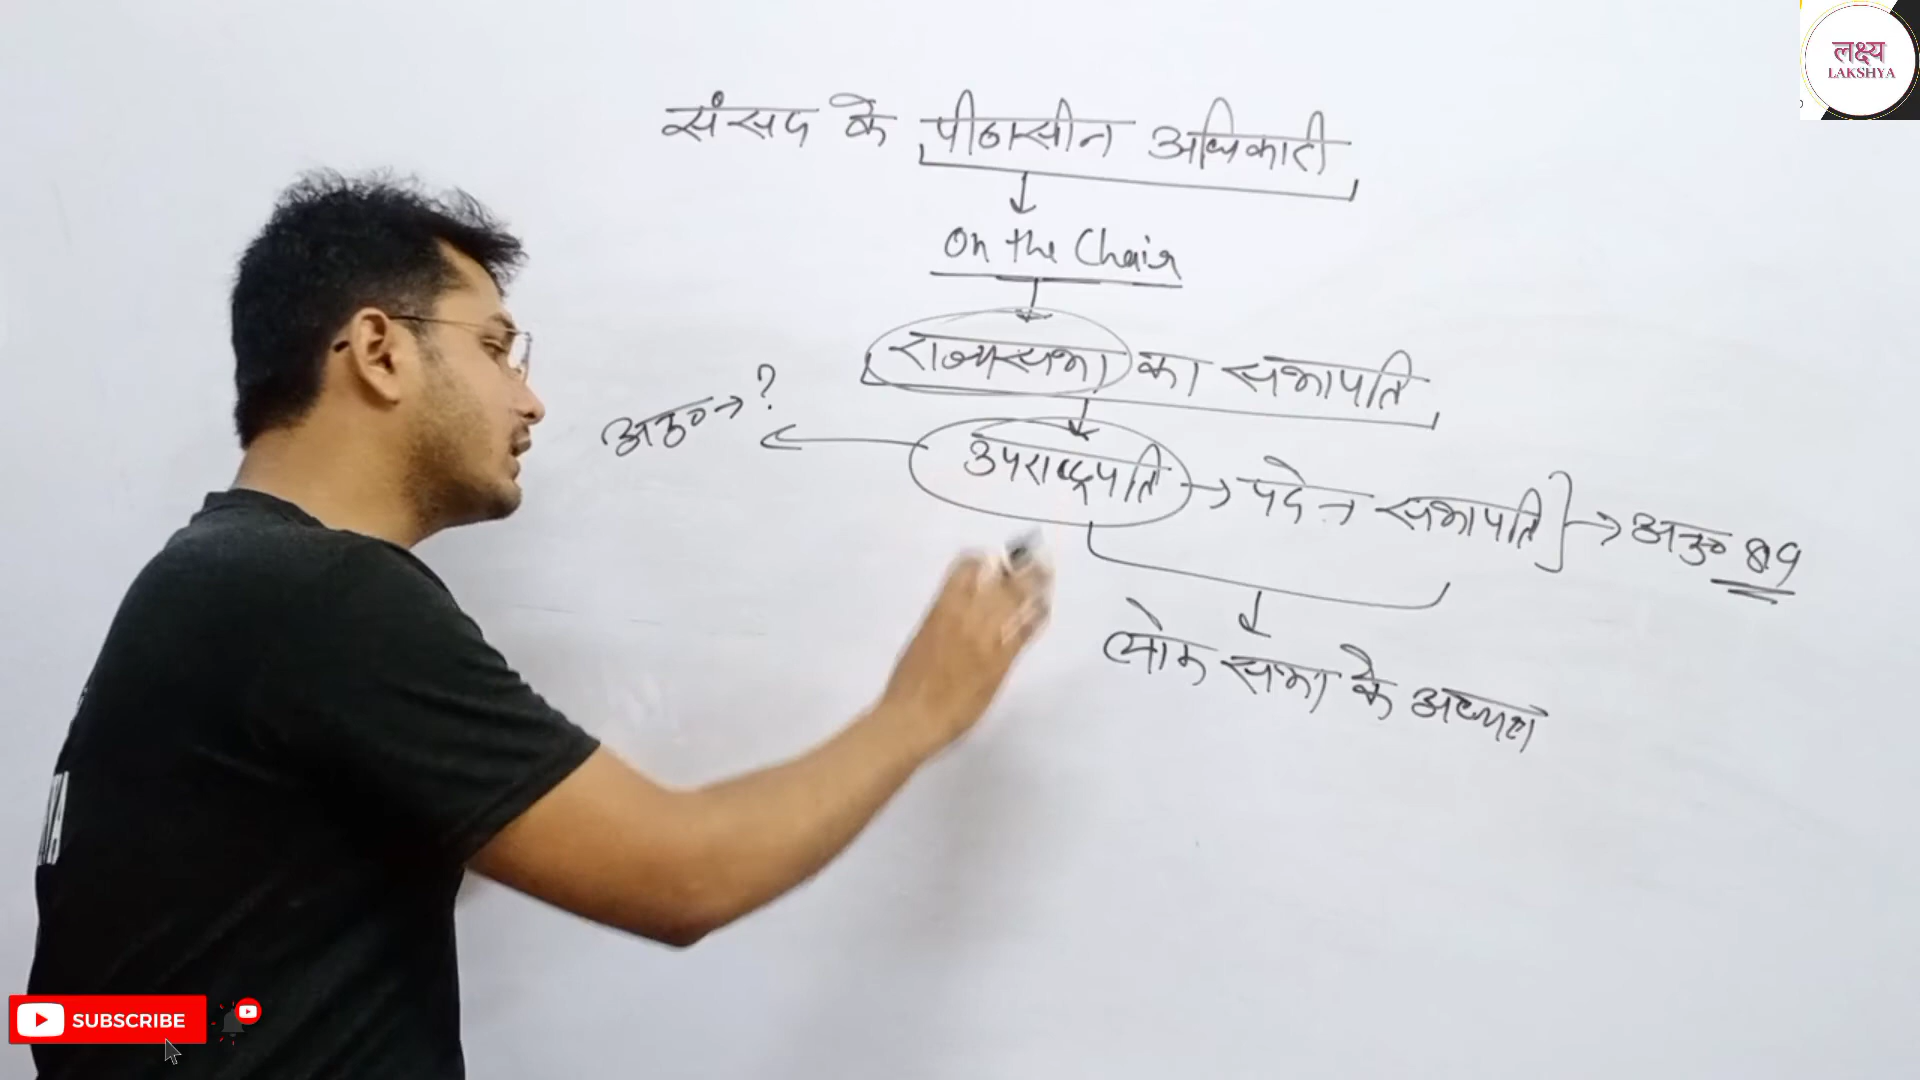 लक्ष्य
LAKSHYA
संसद के पीठासीन अधिकारी
On the Chair
राज्यसभा का सभापति
अनु० → ?
उपराष्ट्रपति → पदेन सभापति } → अनु० 89
लोक सभा के अध्यक्ष
SUBSCRIBE